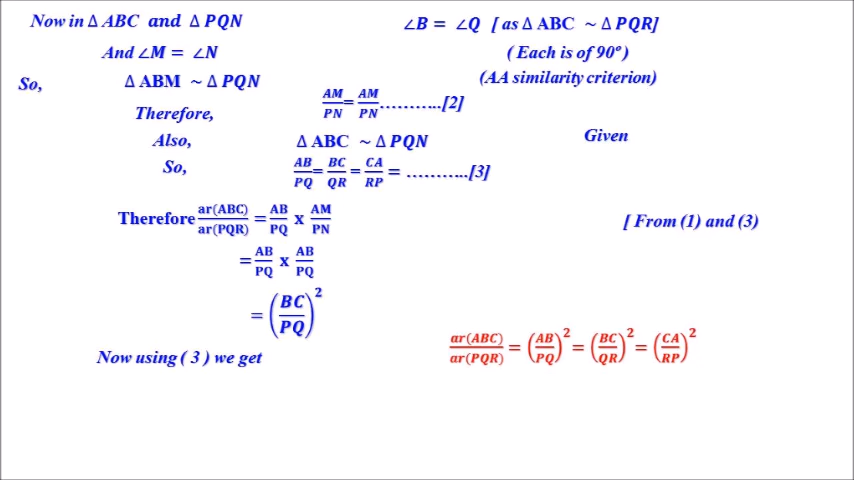 Now in Δ ABC and Δ PQN ∠B = ∠Q [ as Δ ABC ~ Δ PQR]
And ∠M = ∠N ( Each is of 90°)
So, Δ ABM ~ Δ PQN (AA similarity criterion)
Therefore, AM/PN = AM/PN ………..[2]
Also, Δ ABC ~ Δ PQN Given
So, AB/PQ = BC/QR = CA/RP = ………..[3]
Therefore ar(ABC)/ar(PQR) = AB/PQ x AM/PN [ From (1) and (3)
= AB/PQ x AB/PQ
= (BC/PQ)²
Now using ( 3 ) we get ar(ABC)/ar(PQR) = (AB/PQ)² = (BC/QR)² = (CA/RP)²